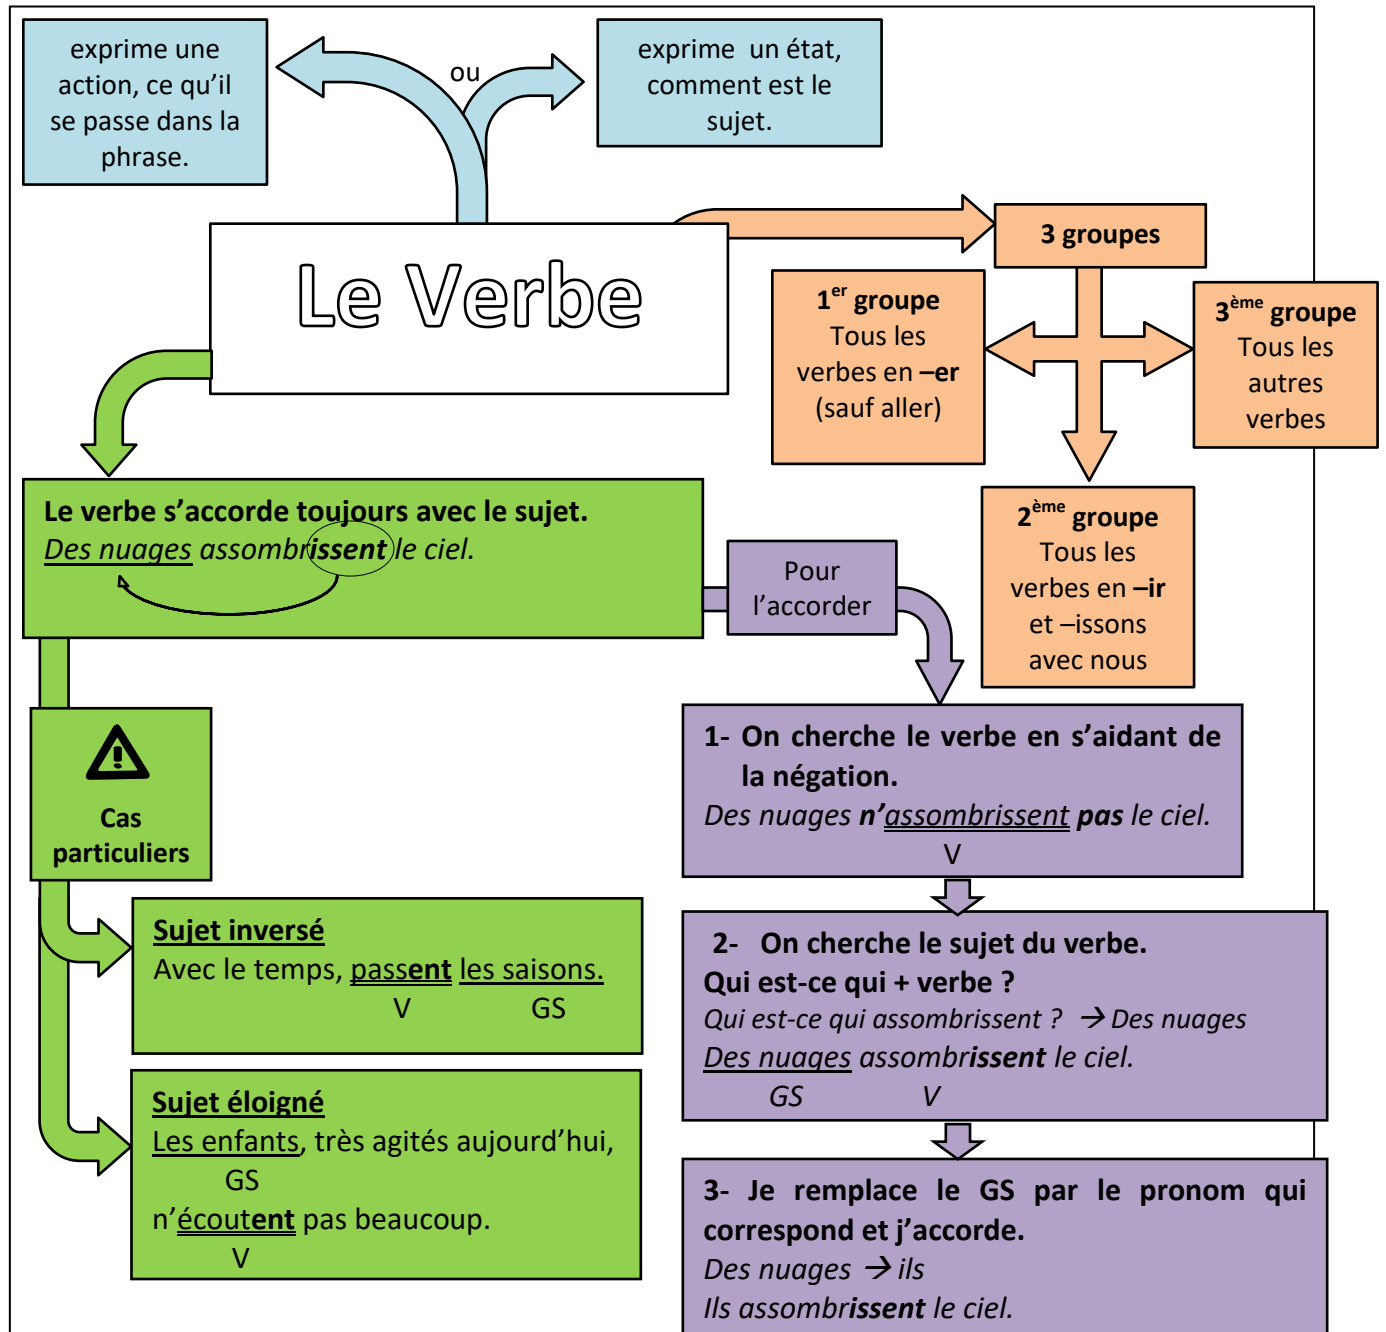 exprime une
action, ce qu'il
se passe dans la
phrase.
ou
exprime  un état,
comment est le
sujet.
Le Verbe
3 groupes
1er groupe
Tous les
verbes en –er
(sauf aller)
3ème groupe
Tous les
autres
verbes
2ème groupe
Tous les
verbes en –ir
et –issons
avec nous
Le verbe s'accorde toujours avec le sujet.
Des nuages assombrissent le ciel.
Pour
l'accorder
Cas
particuliers
Sujet inversé
Avec le temps, passent les saisons.
V GS
Sujet éloigné
Les enfants, très agités aujourd'hui,
GS
n'écoutent pas beaucoup.
V
1- On cherche le verbe en s'aidant de
la négation.
Des nuages n'assombrissent pas le ciel.
V
2- On cherche le sujet du verbe.
Qui est-ce qui + verbe ?
Qui est-ce qui assombrissent ? → Des nuages
Des nuages assombrissent le ciel.
GS V
3- Je remplace le GS par le pronom qui
correspond et j'accorde.
Des nuages → ils
Ils assombrissent le ciel.